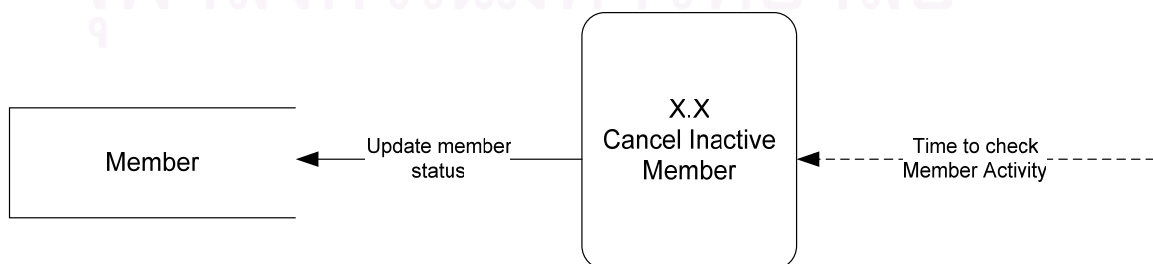 Member
Update member
status
X.X
Cancel Inactive
Member
Time to check
Member Activity